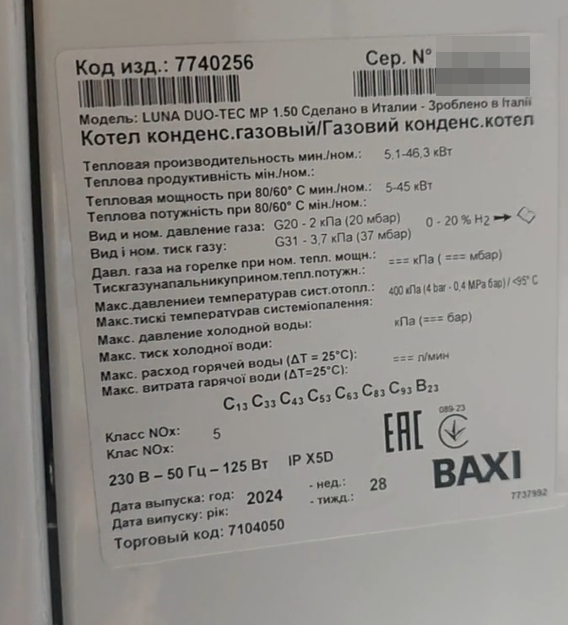 Код изд.: 7740256
Сер. N°
Модель: LUNA DUO-TEC MP 1.50 Сделано в Италии - Зроблено в Італії
Котел конденс.газовый/Газовий конденс.котел
Тепловая производительность мин./ном.: 5,1-46,3 кВт
Теплова продуктивність мін./ном.:
Тепловая мощность при 80/60° С мин./ном.: 5-45 кВт
Теплова потужність при 80/60° С мін./ном.:
Вид и ном. давление газа: G20 - 2 кПа (20 мбар) 0 - 20 % H2
Вид і ном. тиск газу: G31 - 3,7 кПа (37 мбар)
Давл. газа на горелке при ном. тепл. мощн.: === кПа ( === мбар)
Тискгазунапальникуприном.тепл.потужн.:
Макс.давлениеи температурав сист.отопл.: 400 кПа (4 bar - 0,4 МРа бар) / <95° С
Макс.тискі температурав системіопалення:
Макс. давление холодной воды: кПа (=== бар)
Макс. тиск холодної води:
Макс. расход горячей воды (ΔТ = 25°С): === л/мин
Макс. витрата гарячої води (ΔТ=25°С):
C13 C33 C43 C53 C63 C83 C93 B23
Класс NOx: 5
Клас NOx:
089-23
ЕАС
230 В – 50 Гц – 125 Вт IP X5D
BAXI
Дата выпуска: год: 2024 - нед.: 28
Дата випуску: рік: - тижд.:
7737992
Торговый код: 7104050